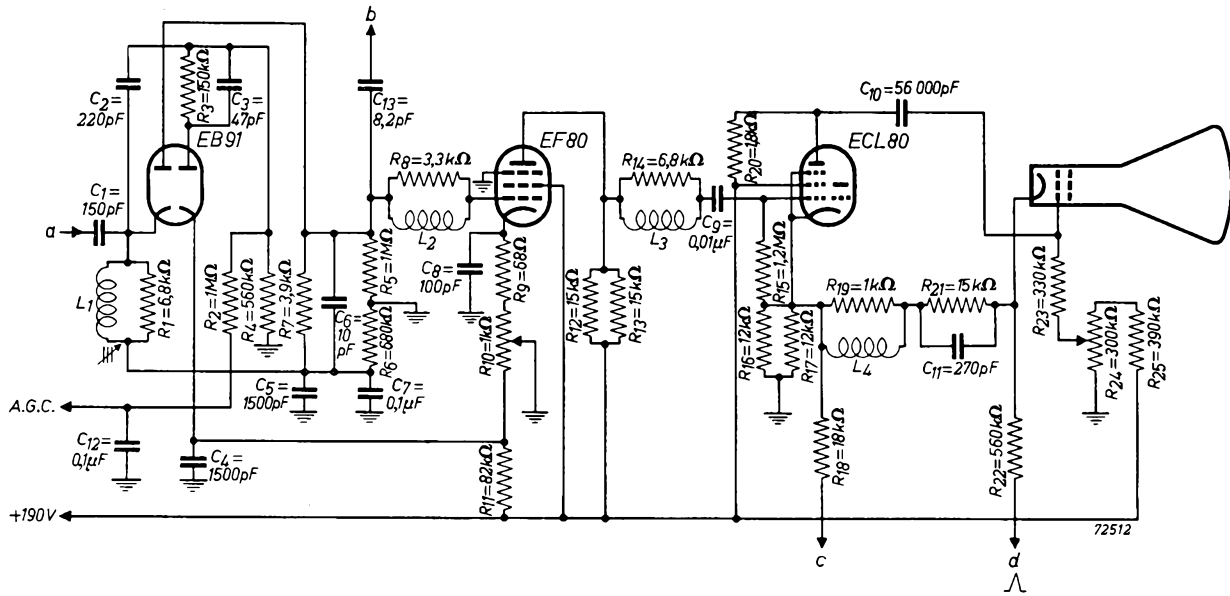 b
C2=
220pF
R3=150kΩ
C3=
47pF
EB91
C13=
8,2pF
EF80
R8=3,3kΩ
L2
R14=6,8kΩ
L3
C9=
0,01µF
R20=1,8kΩ
ECL80
C10=56 000pF
C1=
150pF
a
L1
R1=6,8kΩ
R2=1MΩ
R4=560kΩ
R7=3,9kΩ
C6=
10
pF
R5=1MΩ
R6=680kΩ
C8=
100pF
R9=68Ω
R10=1kΩ
R12=15kΩ
R13=15kΩ
R15=1,2MΩ
R16=12kΩ
R17=12kΩ
R19=1kΩ
L4
R21=15kΩ
C11=270pF
R23=330kΩ
R24=300kΩ
R25=390kΩ
C5=
1500pF
C7=
0,1µF
A.G.C.
C12=
0,1µF
C4=
1500pF
R11=82kΩ
R18=18kΩ
R22=560kΩ
+190V
72512
c
d